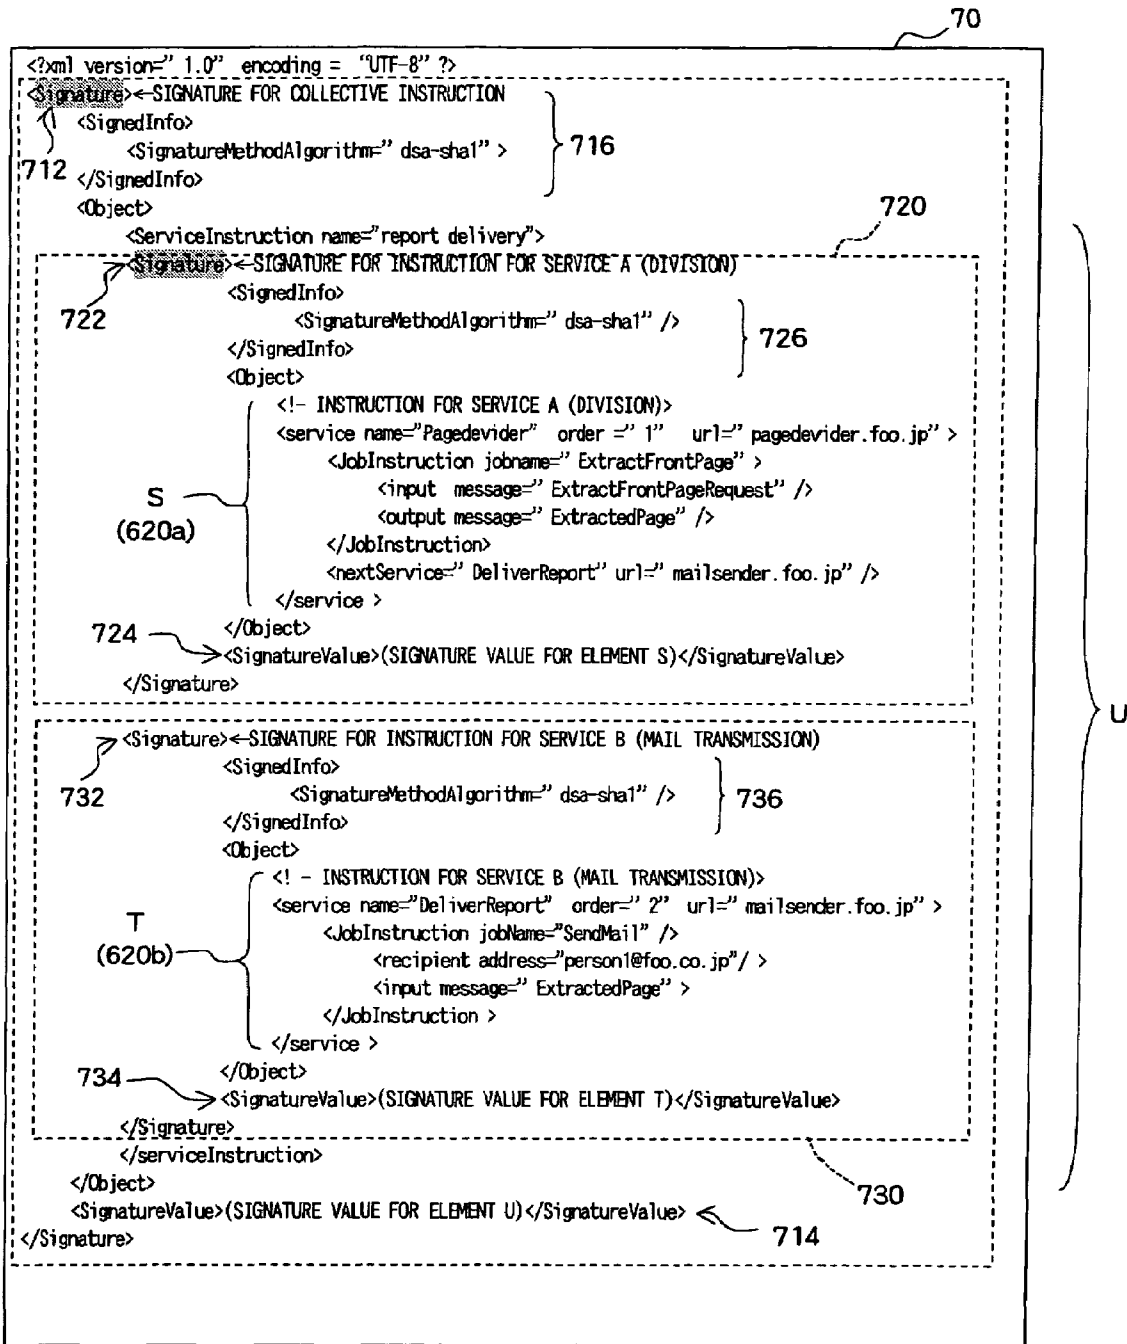 70
<?xml version=” 1.0” encoding = “UTF-8” ?>
<Signature>←SIGNATURE FOR COLLECTIVE INSTRUCTION
<SignedInfo>
<SignatureMethodAlgorithm=” dsa-sha1” > 716
712 </SignedInfo>
<Object> 720
<ServiceInstruction name=”report delivery”>
<Signature>←SIGNATURE FOR INSTRUCTION FOR SERVICE A (DIVISION)
<SignedInfo>
722 <SignatureMethodAlgorithm=” dsa-sha1” />
726
</SignedInfo>
<Object>
<!- INSTRUCTION FOR SERVICE A (DIVISION)>
<service name=”Pagedevider” order =” 1” url=” pagedevider.foo.jp” >
<JobInstruction jobname=” ExtractFrontPage” >
S <input message=” ExtractFrontPageRequest” />
(620a) <output message=” ExtractedPage” />
</JobInstruction>
<nextService=” DeliverReport” url=” mailsender.foo.jp” />
</service >
724 </Object>
<SignatureValue>(SIGNATURE VALUE FOR ELEMENT S)</SignatureValue>
</Signature>
U
<Signature>←SIGNATURE FOR INSTRUCTION FOR SERVICE B (MAIL TRANSMISSION)
<SignedInfo>
732 <SignatureMethodAlgorithm=” dsa-sha1” /> 736
</SignedInfo>
<Object>
<! - INSTRUCTION FOR SERVICE B (MAIL TRANSMISSION)>
<service name=”DeliverReport” order=” 2” url=” mailsender.foo.jp” >
T <JobInstruction jobName=”SendMail” />
(620b) <recipient address=”person1@foo.co.jp”/ >
<input message=” ExtractedPage” >
</JobInstruction >
</service >
734 </Object>
<SignatureValue>(SIGNATURE VALUE FOR ELEMENT T)</SignatureValue>
</Signature>
</serviceInstruction>
</Object> 730
<SignatureValue>(SIGNATURE VALUE FOR ELEMENT U)</SignatureValue>
</Signature> 714